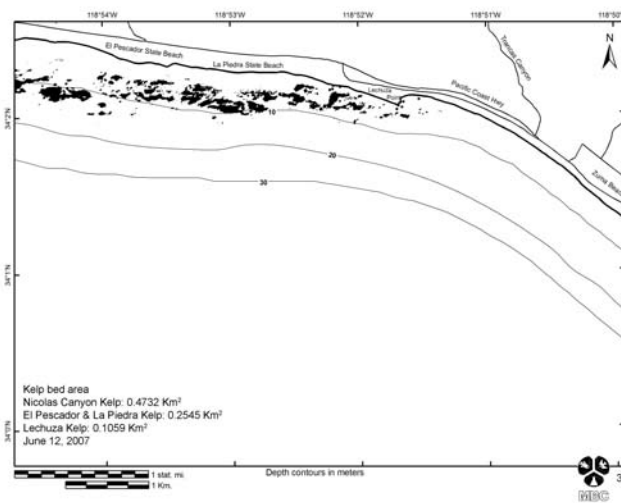 118°54'W 118°53'W 118°52'W 118°51'W 118°50'
El Pescador State Beach
La Piedra State Beach
Trancas Canyon
N
Lechuza
Point
Pacific Coast Hwy
Zuma Beach
34°2'N
10
20
30
34°1'N
34°0'N
Kelp bed area
Nicolas Canyon Kelp: 0.4732 Km²
El Pescador & La Piedra Kelp: 0.2545 Km²
Lechuza Kelp: 0.1059 Km²
June 12, 2007
1 stat. mi.
1 Km.
Depth contours in meters
MBC
3